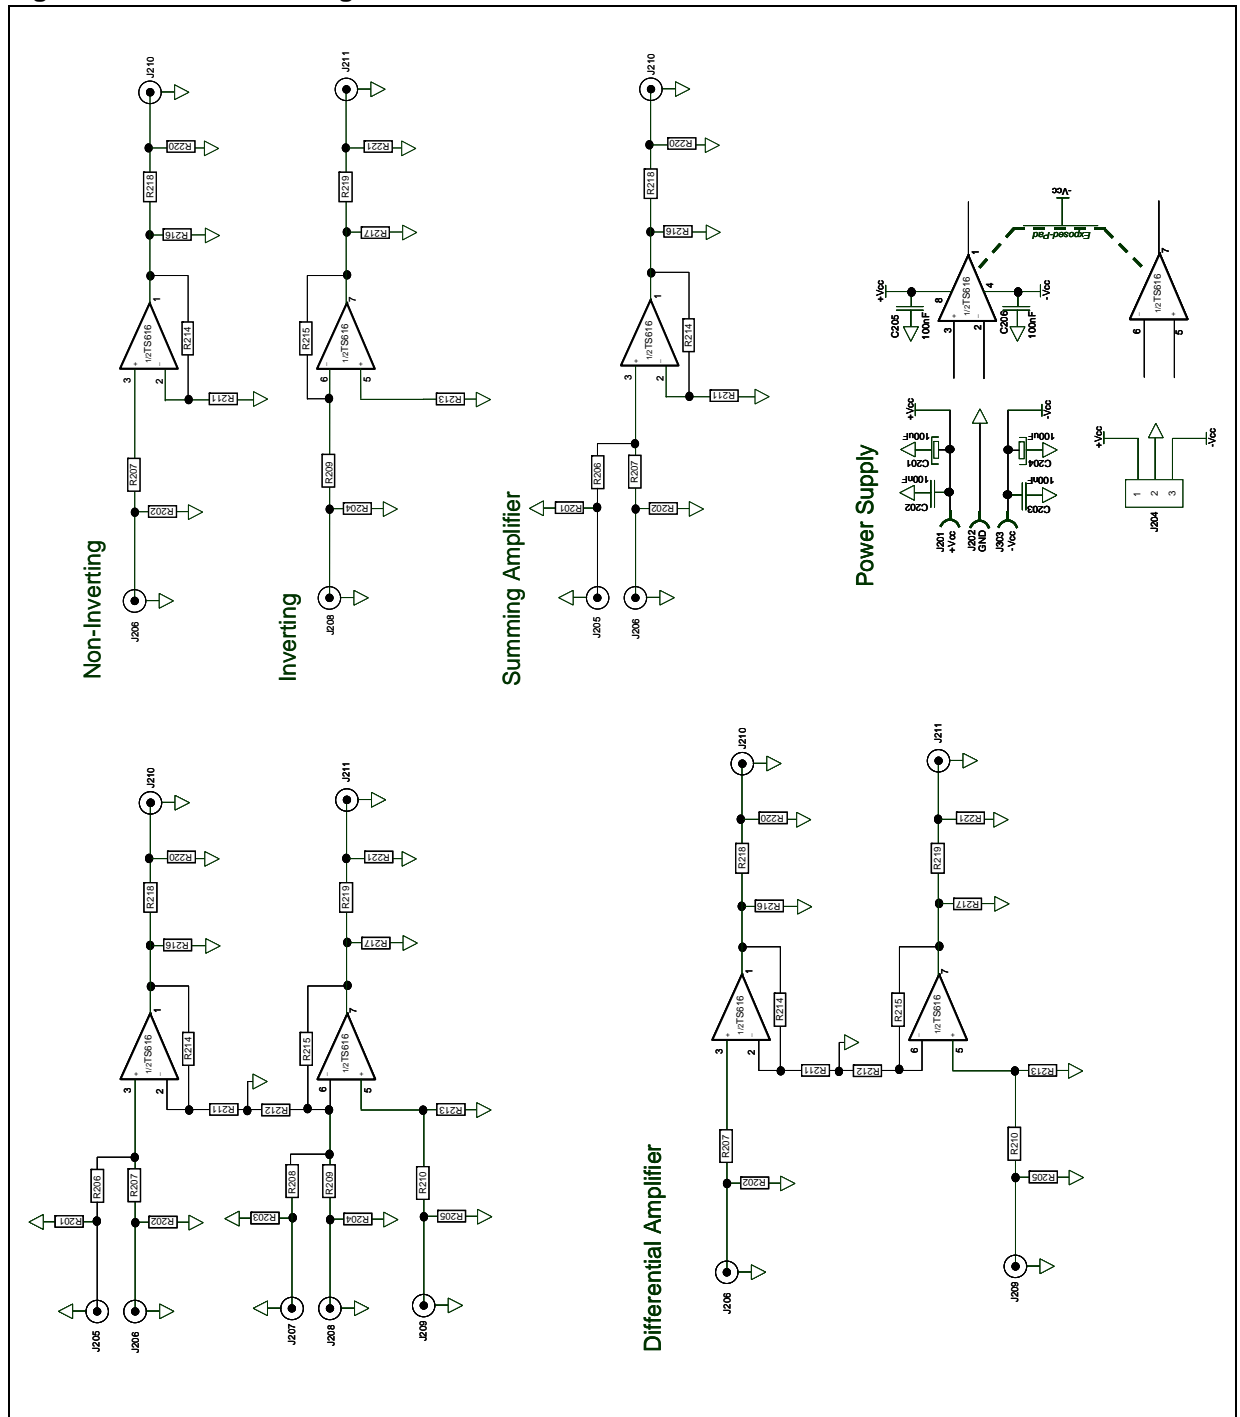 Non-Inverting
J206
R202
R207
3
2
+
-
1/2TS616
1
R211
R214
R216
R218
R220
J210
Inverting
J208
R204
R209
6
5
-
+
1/2TS616
7
R213
R215
R217
R219
R221
J211
Summing Amplifier
J205
J206
R201
R202
R206
R207
3
2
+
-
1/2TS616
1
R211
R214
R216
R218
R220
J210
Power Supply
J201
+Vcc
J202
GND
J303
-Vcc
C202
100nF
C201
100uF
+Vcc
C203
100nF
C204
100uF
-Vcc
J204
1
2
3
+Vcc
-Vcc
+Vcc
C205
100nF
8
3
2
+
-
1/2TS616
1
4
C206
100nF
-Vcc
-Vcc
Exposed-Pad
6
5
-
+
1/2TS616
7
J205
J206
R201
R202
R206
R207
3
2
+
-
1/2TS616
1
R211
R214
R216
R218
R220
J210
R212
J207
J208
J209
R203
R204
R205
R208
R209
R210
R213
6
5
-
+
1/2TS616
7
R215
R217
R219
R221
J211
Differential Amplifier
J206
R202
R207
3
2
+
-
1/2TS616
1
R211
R214
R216
R218
R220
J210
R212
J209
R205
R210
R213
6
5
-
+
1/2TS616
7
R215
R217
R219
R221
J211